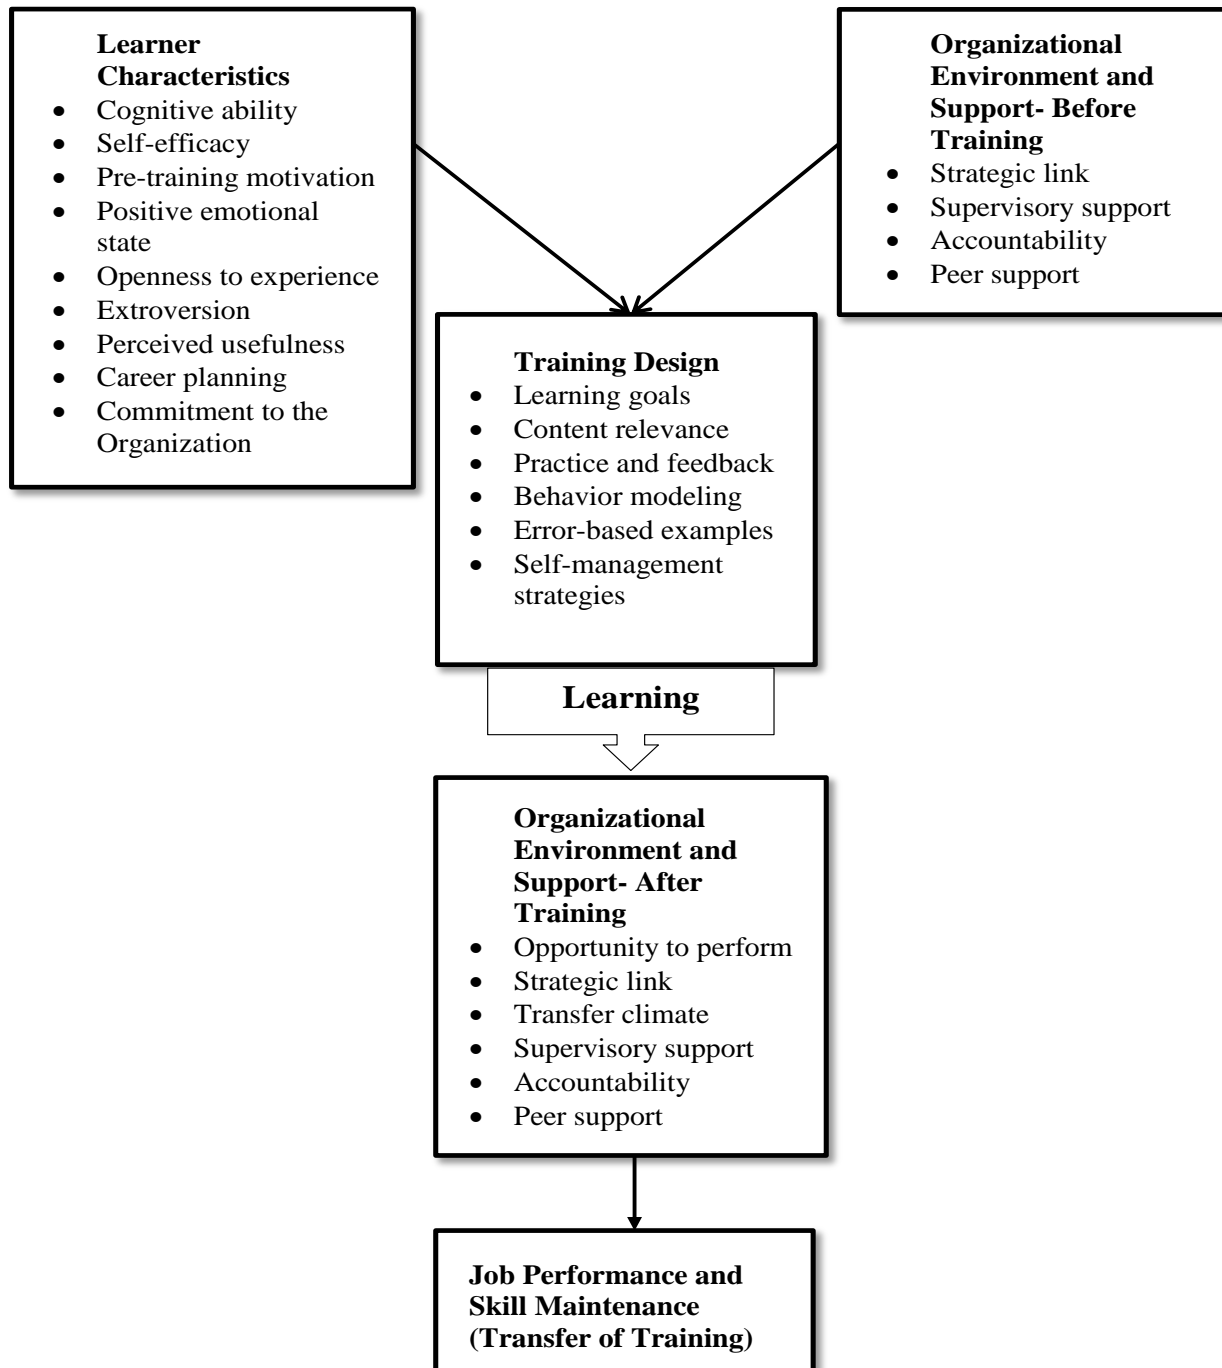 Learner
Characteristics
• Cognitive ability
• Self-efficacy
• Pre-training motivation
• Positive emotional
state
• Openness to experience
• Extroversion
• Perceived usefulness
• Career planning
• Commitment to the
Organization
Organizational
Environment and
Support- Before
Training
• Strategic link
• Supervisory support
• Accountability
• Peer support
Training Design
• Learning goals
• Content relevance
• Practice and feedback
• Behavior modeling
• Error-based examples
• Self-management
strategies
Learning
Organizational
Environment and
Support- After
Training
• Opportunity to perform
• Strategic link
• Transfer climate
• Supervisory support
• Accountability
• Peer support
Job Performance and
Skill Maintenance
(Transfer of Training)